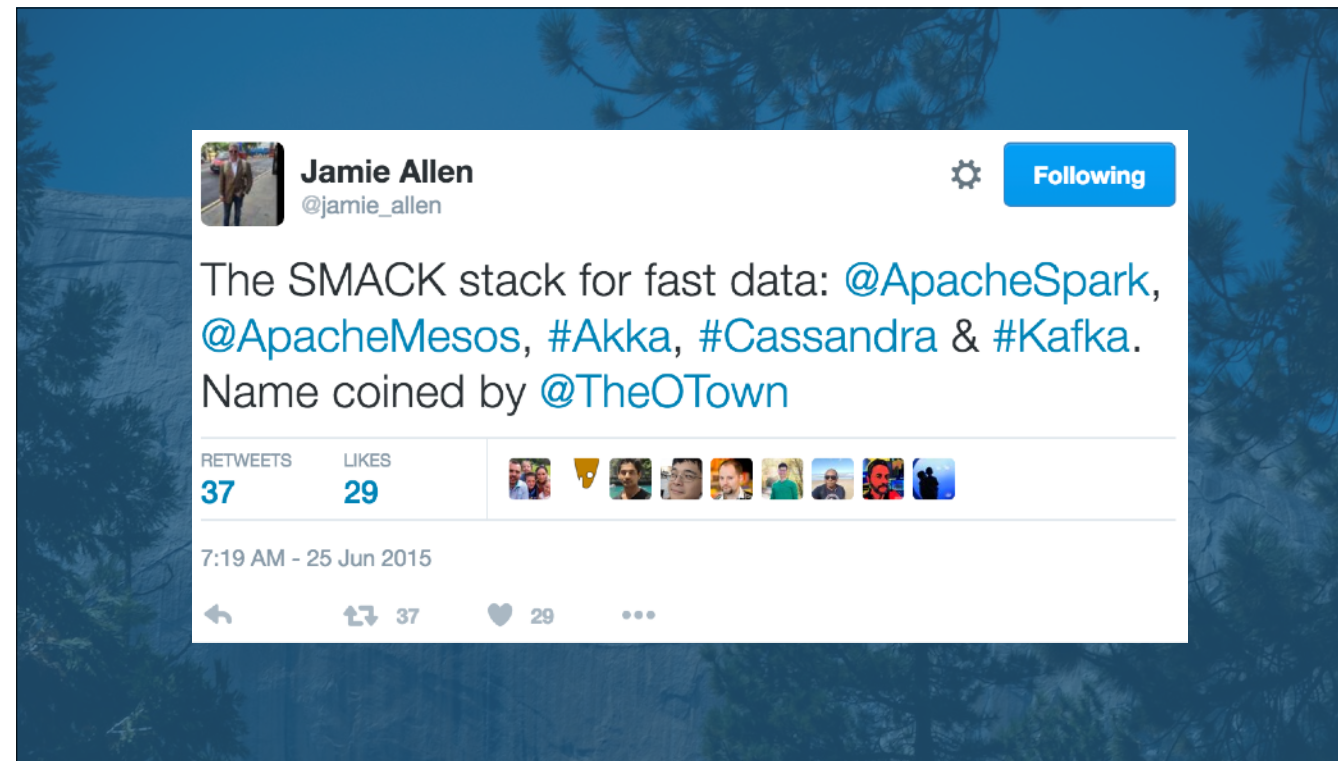 Jamie Allen
@jamie_allen
Following
The SMACK stack for fast data: @ApacheSpark,
@ApacheMesos, #Akka, #Cassandra & #Kafka.
Name coined by @TheOTown
RETWEETS LIKES
37 29
7:19 AM - 25 Jun 2015
37 29